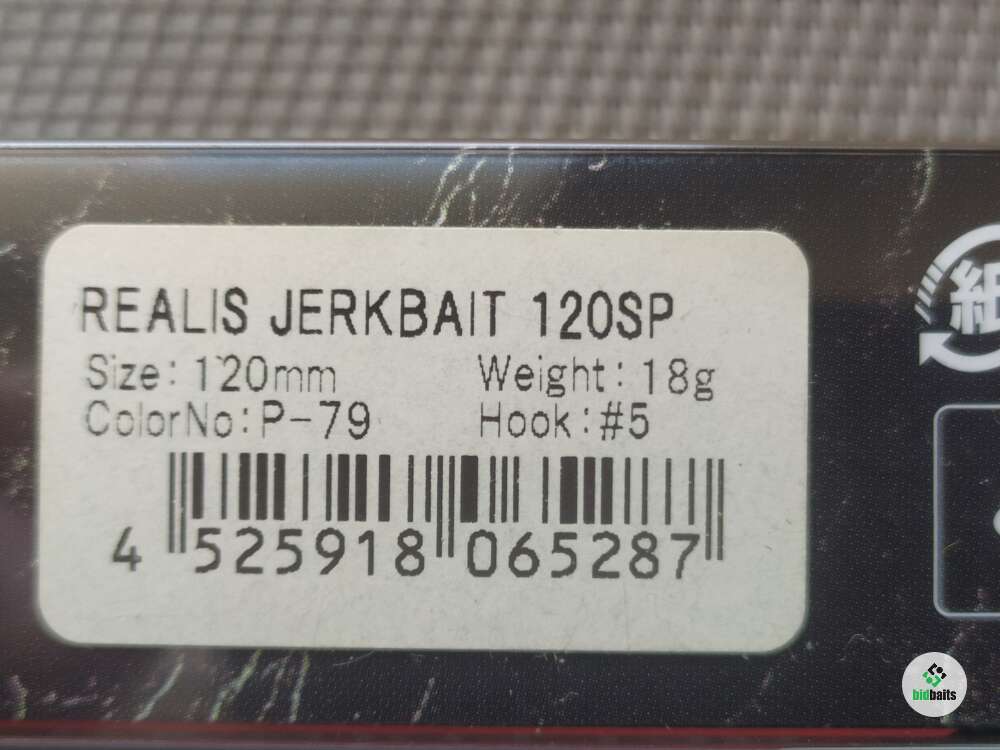 REALIS JERKBAIT 120SP
Size: 120mm Weight: 18g
ColorNo: P-79 Hook: #5
4 525918 065287
紙
bidbaits